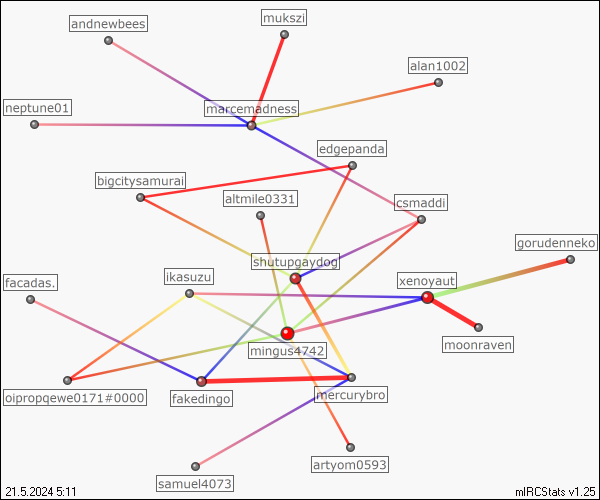 andnewbees
mukszi
alan1002
neptune01
marcemadness
edgepanda
bigcitysamurai
altmile0331
csmaddi
gorudenneko
shutupgaydog
facadas.
ikasuzu
xenoyaut
moonraven
mingus4742
oipropqewe0171#0000
fakedingo
mercurybro
artyom0593
samuel4073
21.5.2024 5:11
mIRCStats v1.25